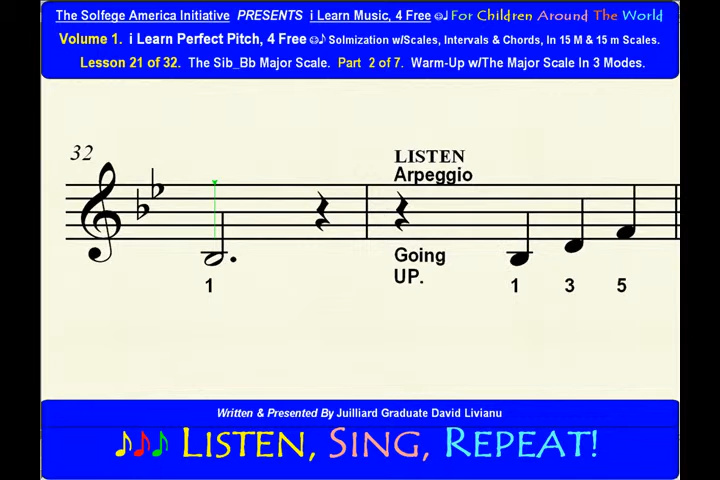 The Solfege America Initiative PRESENTS i Learn Music, 4 Free ☺♪ For Children Around The World
Volume 1. i Learn Perfect Pitch, 4 Free ☺♪ Solmization w/Scales, Intervals & Chords, In 15 M & 15 m Scales.
Lesson 21 of 32. The Sib_Bb Major Scale. Part 2 of 7. Warm-Up w/The Major Scale In 3 Modes.
32
LISTEN
Arpeggio
Going
UP.
1 1 3 5
Written & Presented By Juilliard Graduate David Livianu
♪♪♪ LISTEN, SING, REPEAT!